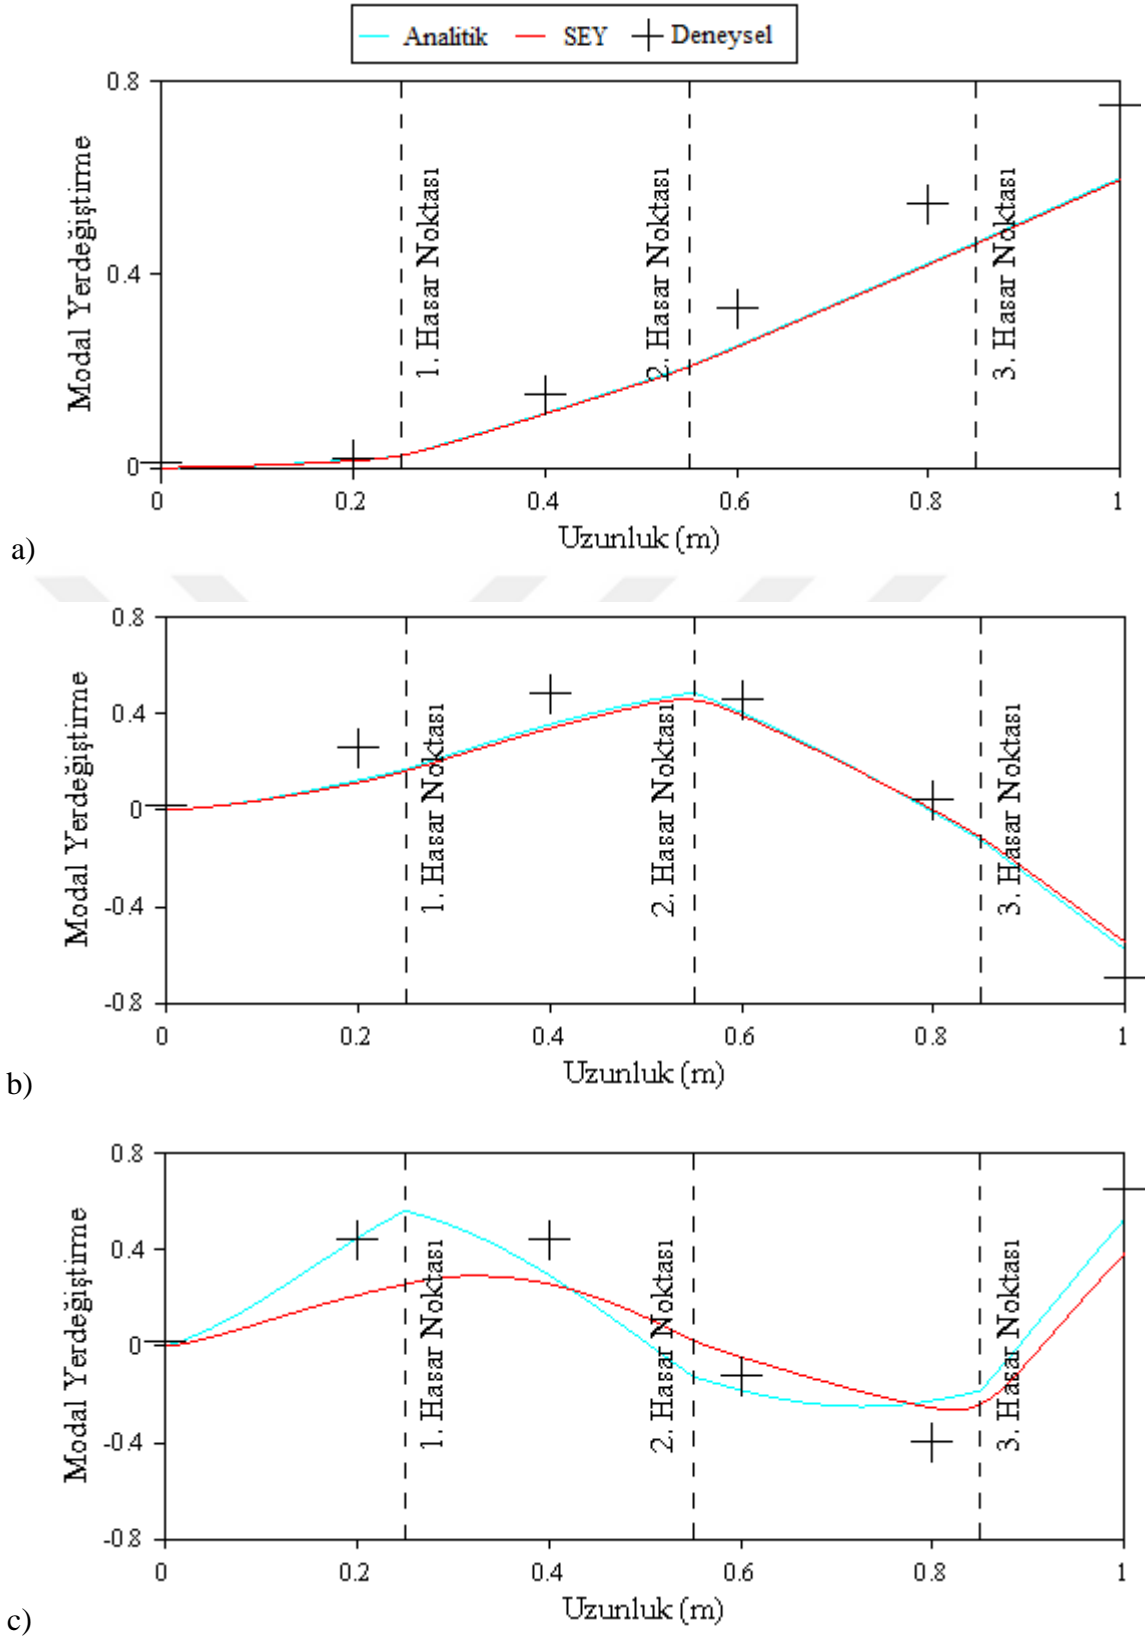 Analitik SEY Deneysel
0.8
0.4
0
Modal Yerdeğiştirme
1. Hasar Noktası
2. Hasar Noktası
3. Hasar Noktası
0 0.2 0.4 0.6 0.8 1
Uzunluk (m)
a)
0.8
0.4
0
-0.4
-0.8
Modal Yerdeğiştirme
1. Hasar Noktası
2. Hasar Noktası
3. Hasar Noktası
0 0.2 0.4 0.6 0.8 1
Uzunluk (m)
b)
0.8
0.4
0
-0.4
-0.8
Modal Yerdeğiştirme
1. Hasar Noktası
2. Hasar Noktası
3. Hasar Noktası
0 0.2 0.4 0.6 0.8 1
Uzunluk (m)
c)